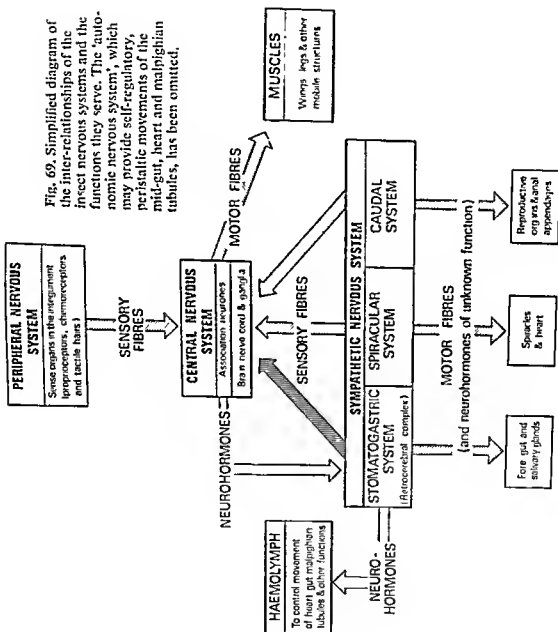 Fig. 69. Simplified diagram of
the inter-relationships of the
insect nervous systems and the
functions they serve. The 'auto-
nomic nervous system', which
may provide self-regulatory,
peristaltic movements of the
mid-gut, heart and malpighian
tubules, has been omitted.
PERIPHERAL NERVOUS
SYSTEM
Sense organs in the integument
(proproceptors, chemoreceptors
and tactile hairs)
SENSORY
FIBRES
CENTRAL NERVOUS
SYSTEM
Association neurones
Brain nerve cord & ganglia
MOTOR FIBRES
MUSCLES
Wings legs & other
mobile structures
NEUROHORMONES
SENSORY
FIBRES
HAEMOLYMPH
To control movement
of heart gut malpighian
tubules & other functions
NEURO-
HORMONES
SYMPATHETIC NERVOUS SYSTEM
STOMATOGASTRIC
SYSTEM
(Retrocerebral complex)
SPIRACULAR
SYSTEM
CAUDAL
SYSTEM
MOTOR
FIBRES
(and neurohormones of unknown function)
Fore gut and
salivary glands
Spiracles
& heart
Reproductive
organs & anal
appendages